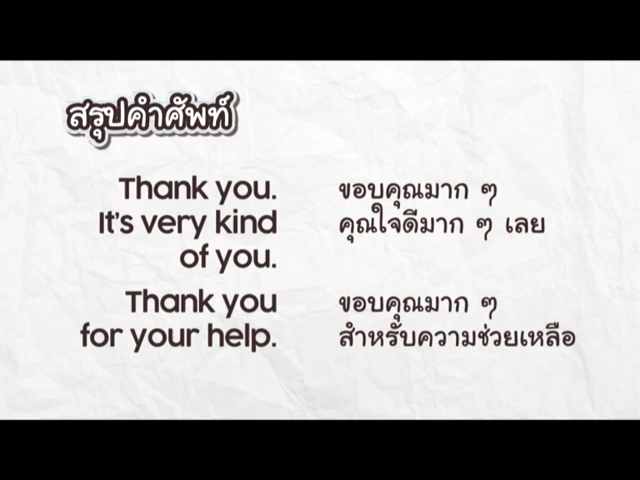 สรุปคำศัพท์
Thank you. ขอบคุณมาก ๆ
It's very kind คุณใจดีมาก ๆ เลย
of you.
Thank you ขอบคุณมาก ๆ
for your help. สำหรับความช่วยเหลือ